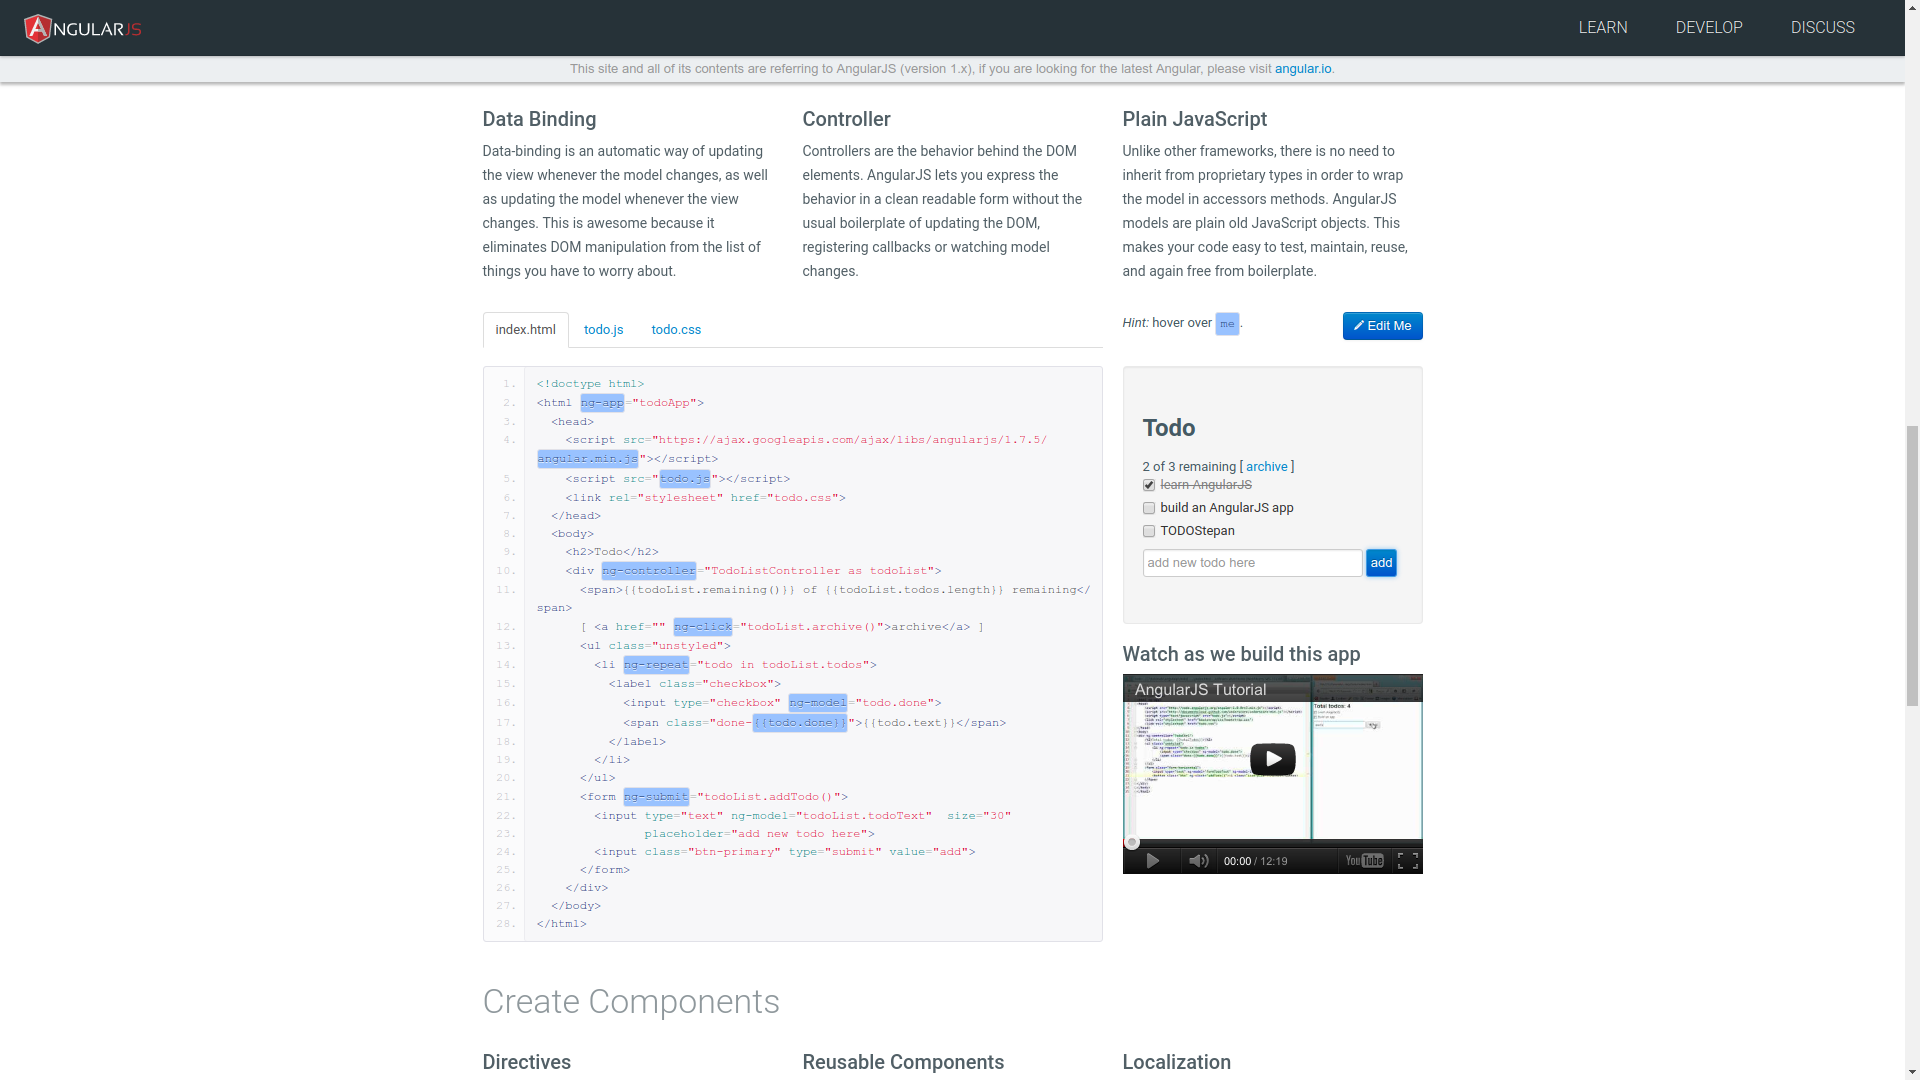 ANGULARJS
LEARN
DEVELOP
DISCUSS
This site and all of its contents are referring to AngularJS (version 1.x), if you are looking for the latest Angular, please visit angular.io.
Data Binding
Data-binding is an automatic way of updating
the view whenever the model changes, as well
as updating the model whenever the view
changes. This is awesome because it
eliminates DOM manipulation from the list of
things you have to worry about.
Controller
Controllers are the behavior behind the DOM
elements. AngularJS lets you express the
behavior in a clean readable form without the
usual boilerplate of updating the DOM,
registering callbacks or watching model
changes.
Plain JavaScript
Unlike other frameworks, there is no need to
inherit from proprietary types in order to wrap
the model in accessors methods. AngularJS
models are plain old JavaScript objects. This
makes your code easy to test, maintain, reuse,
and again free from boilerplate.
index.html
todo.js
todo.css
Hint: hover over me.
Edit Me
1. <!doctype html>
2. <html ng-app="todoApp">
3. <head>
4. <script src="https://ajax.googleapis.com/ajax/libs/angularjs/1.7.5/
angular.min.js"></script>
5. <script src="todo.js"></script>
6. <link rel="stylesheet" href="todo.css">
7. </head>
8. <body>
9. <h2>Todo</h2>
10. <div ng-controller="TodoListController as todoList">
11. <span>{{todoList.remaining()}} of {{todoList.todos.length}} remaining</
span>
12. [ <a href="" ng-click="todoList.archive()">archive</a> ]
13. <ul class="unstyled">
14. <li ng-repeat="todo in todoList.todos">
15. <label class="checkbox">
16. <input type="checkbox" ng-model="todo.done">
17. <span class="done-{{todo.done}}">{{todo.text}}</span>
18. </label>
19. </li>
20. </ul>
21. <form ng-submit="todoList.addTodo()">
22. <input type="text" ng-model="todoList.todoText" size="30"
23. placeholder="add new todo here">
24. <input class="btn-primary" type="submit" value="add">
25. </form>
26. </div>
27. </body>
28. </html>
Todo
2 of 3 remaining [ archive ]
learn AngularJS
build an AngularJS app
TODOStepan
add new todo here
add
Watch as we build this app
AngularJS Tutorial
Total todos: 4
00:00 / 12:19
YouTube
Create Components
Directives
Reusable Components
Localization